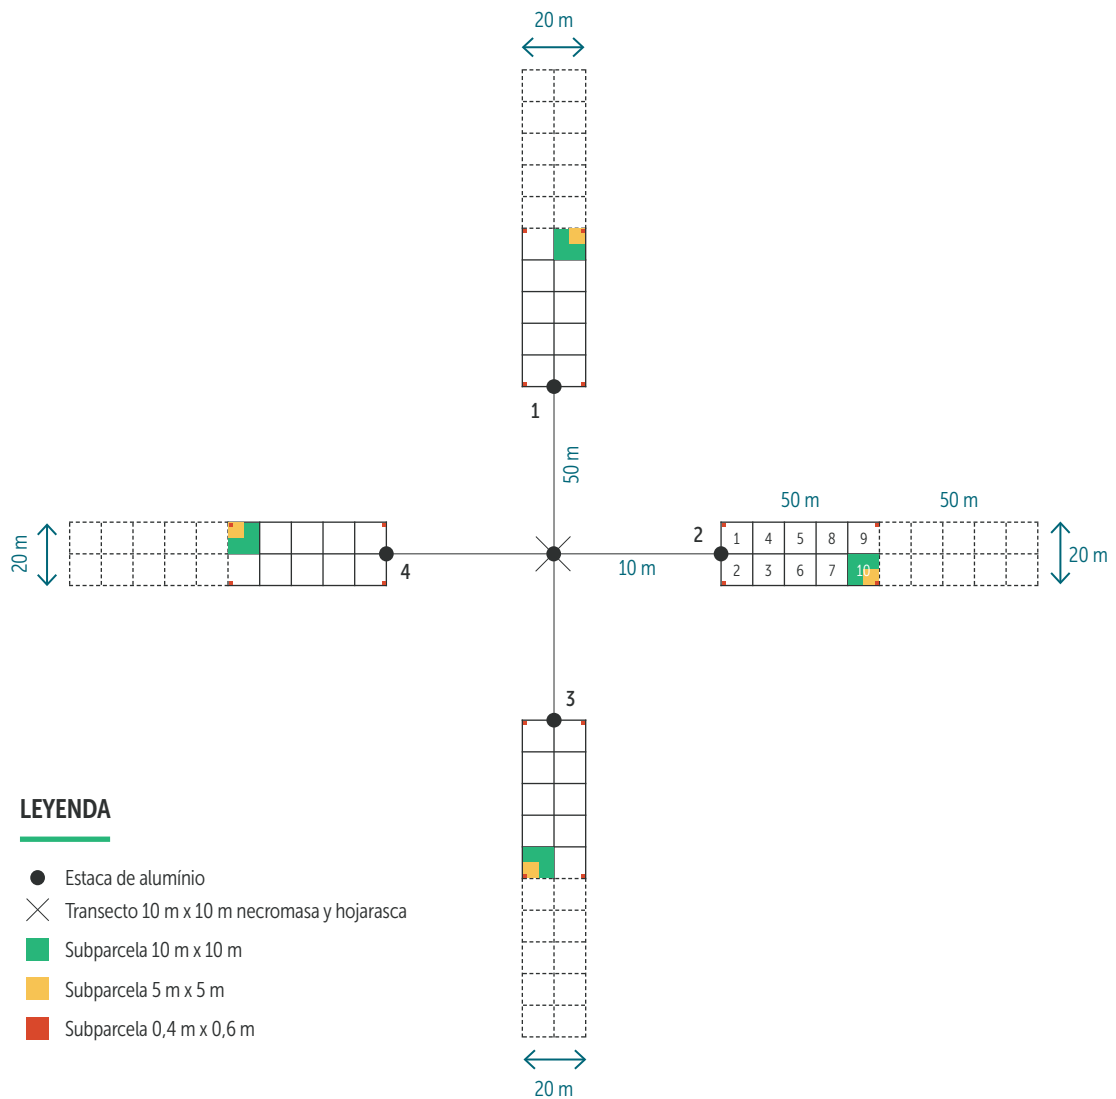 20 m
1
50 m
50 m
50 m
2
1 4 5 8 9
2 3 6 7 10
20 m
20 m
4
10 m
3
LEYENDA
Estaca de alumínio
Transecto 10 m x 10 m necromasa y hojarasca
Subparcela 10 m x 10 m
Subparcela 5 m x 5 m
Subparcela 0,4 m x 0,6 m
20 m